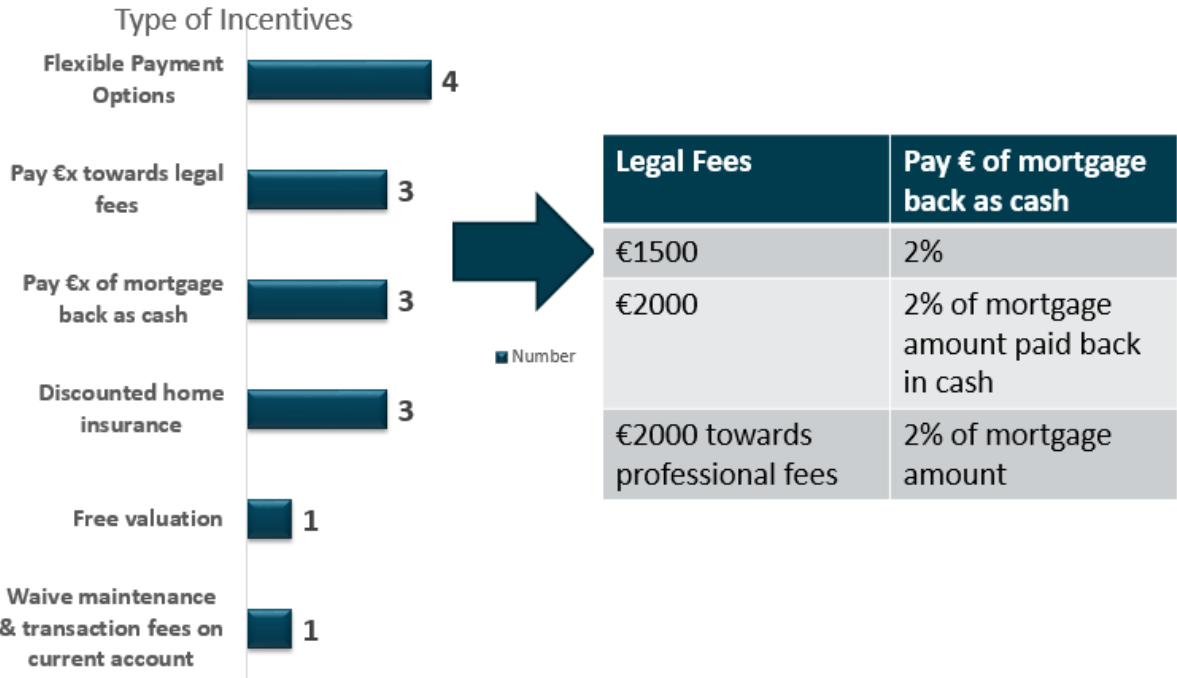 Type of Incentives
Flexible Payment
Options
4
Pay €x towards legal
fees
3
Pay €x of mortgage
back as cash
3
Discounted home
insurance
3
Free valuation
1
Waive maintenance
& transaction fees on
current account
1
Number
Legal Fees
Pay € of mortgage
back as cash
€1500
2%
€2000
2% of mortgage
amount paid back
in cash
€2000 towards
professional fees
2% of mortgage
amount